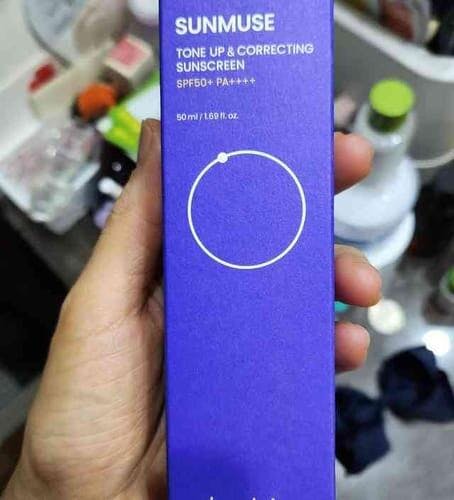 SUNMUSE
TONE UP & CORRECTING
SUNSCREEN
SPF50+ PA++++
50 ml / 1.69 fl. oz.